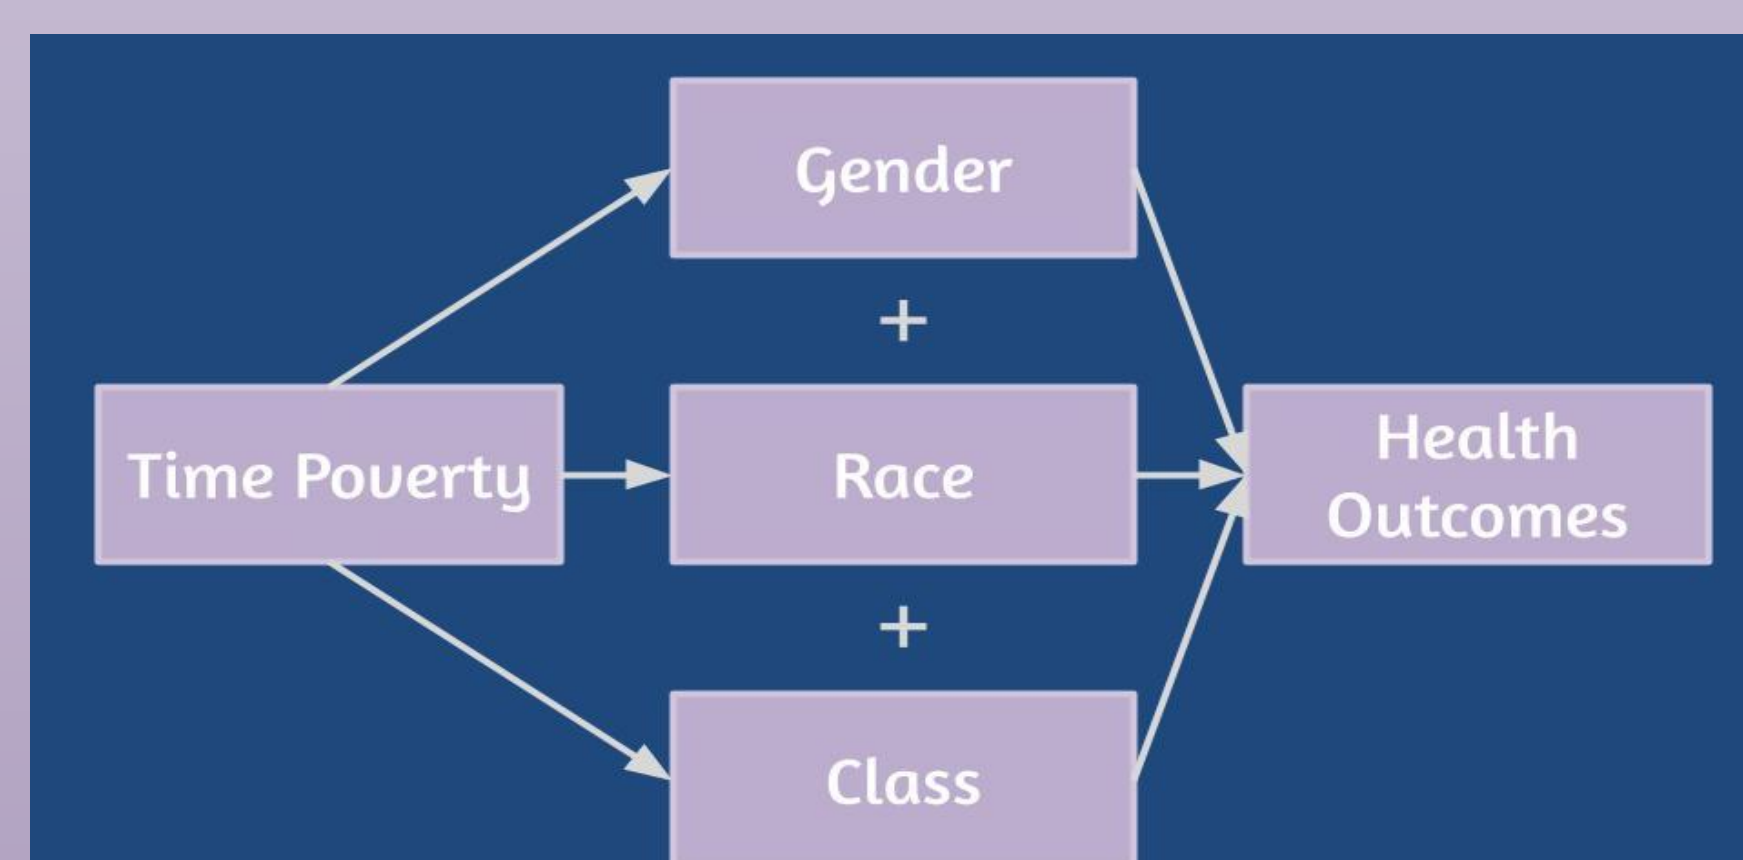 Gender
+
Time Poverty
Race
Health
Outcomes
+
Class